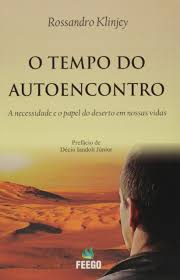 Rossandro Klinjey
O TEMPO DO
AUTOENCONTRO
A necessidade e o papel do deserto em nossas vidas
Prefácio de
Décio Iandoli Júnior
FEEGO